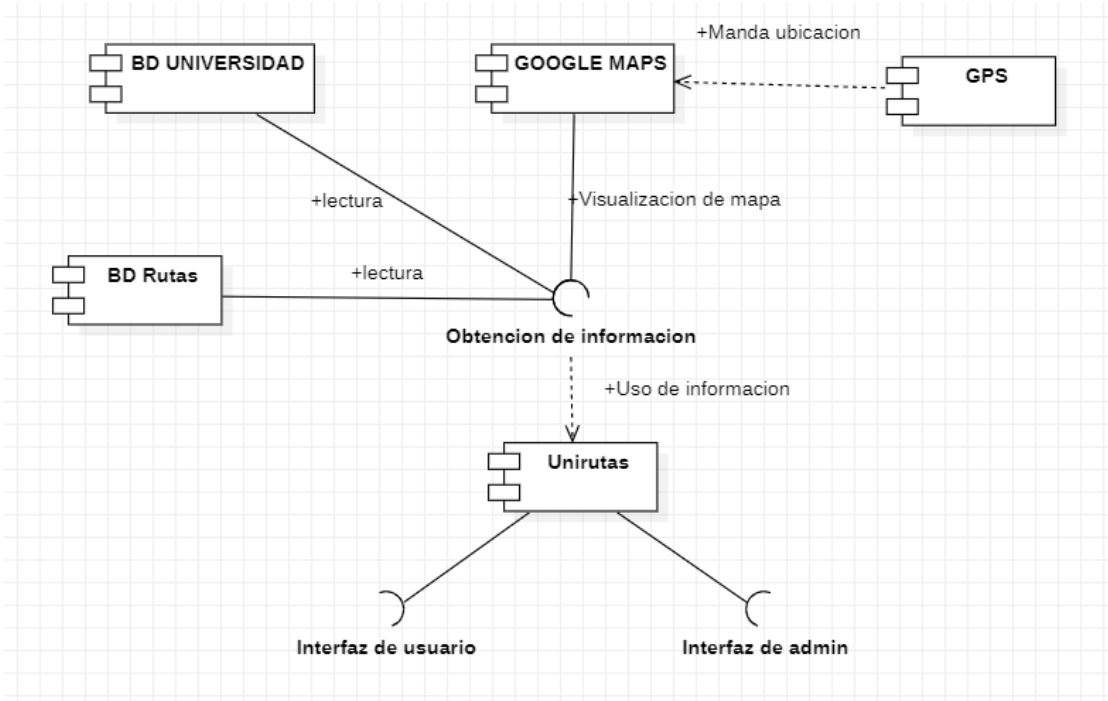 +Manda ubicacion
BD UNIVERSIDAD
GOOGLE MAPS
GPS
+lectura
+Visualizacion de mapa
BD Rutas
+lectura
Obtencion de informacion
+Uso de informacion
Unirutas
Interfaz de usuario
Interfaz de admin